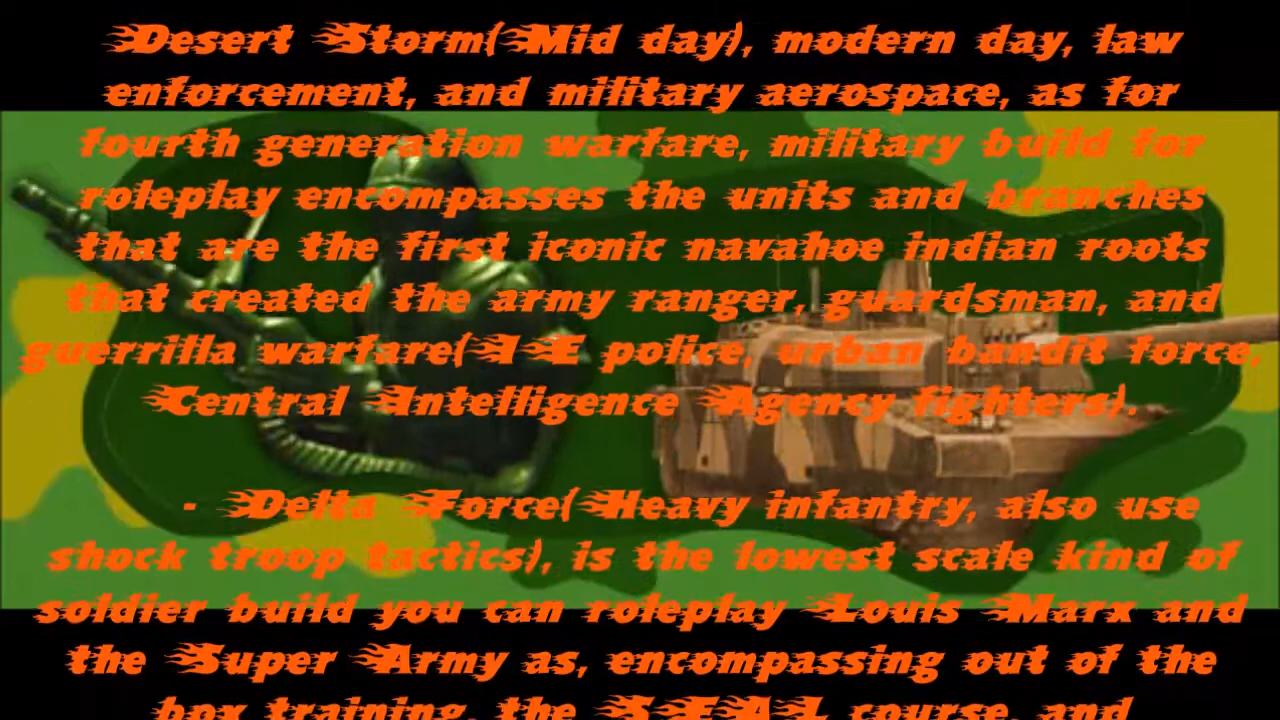 Desert Storm(Mid day), modern day, law
enforcement, and military aerospace, as for
fourth generation warfare, military build for
roleplay encompasses the units and branches
that are the first iconic navahoe indian roots
that created the army ranger, guardsman, and
guerrilla warfare(I E police, urban bandit force,
Central Intelligence Agency fighters).
- Delta Force(Heavy infantry, also use
shock troop tactics), is the lowest scale kind of
soldier build you can roleplay Louis Marx and
the Super Army as, encompassing out of the
box training, the SEAL course, and